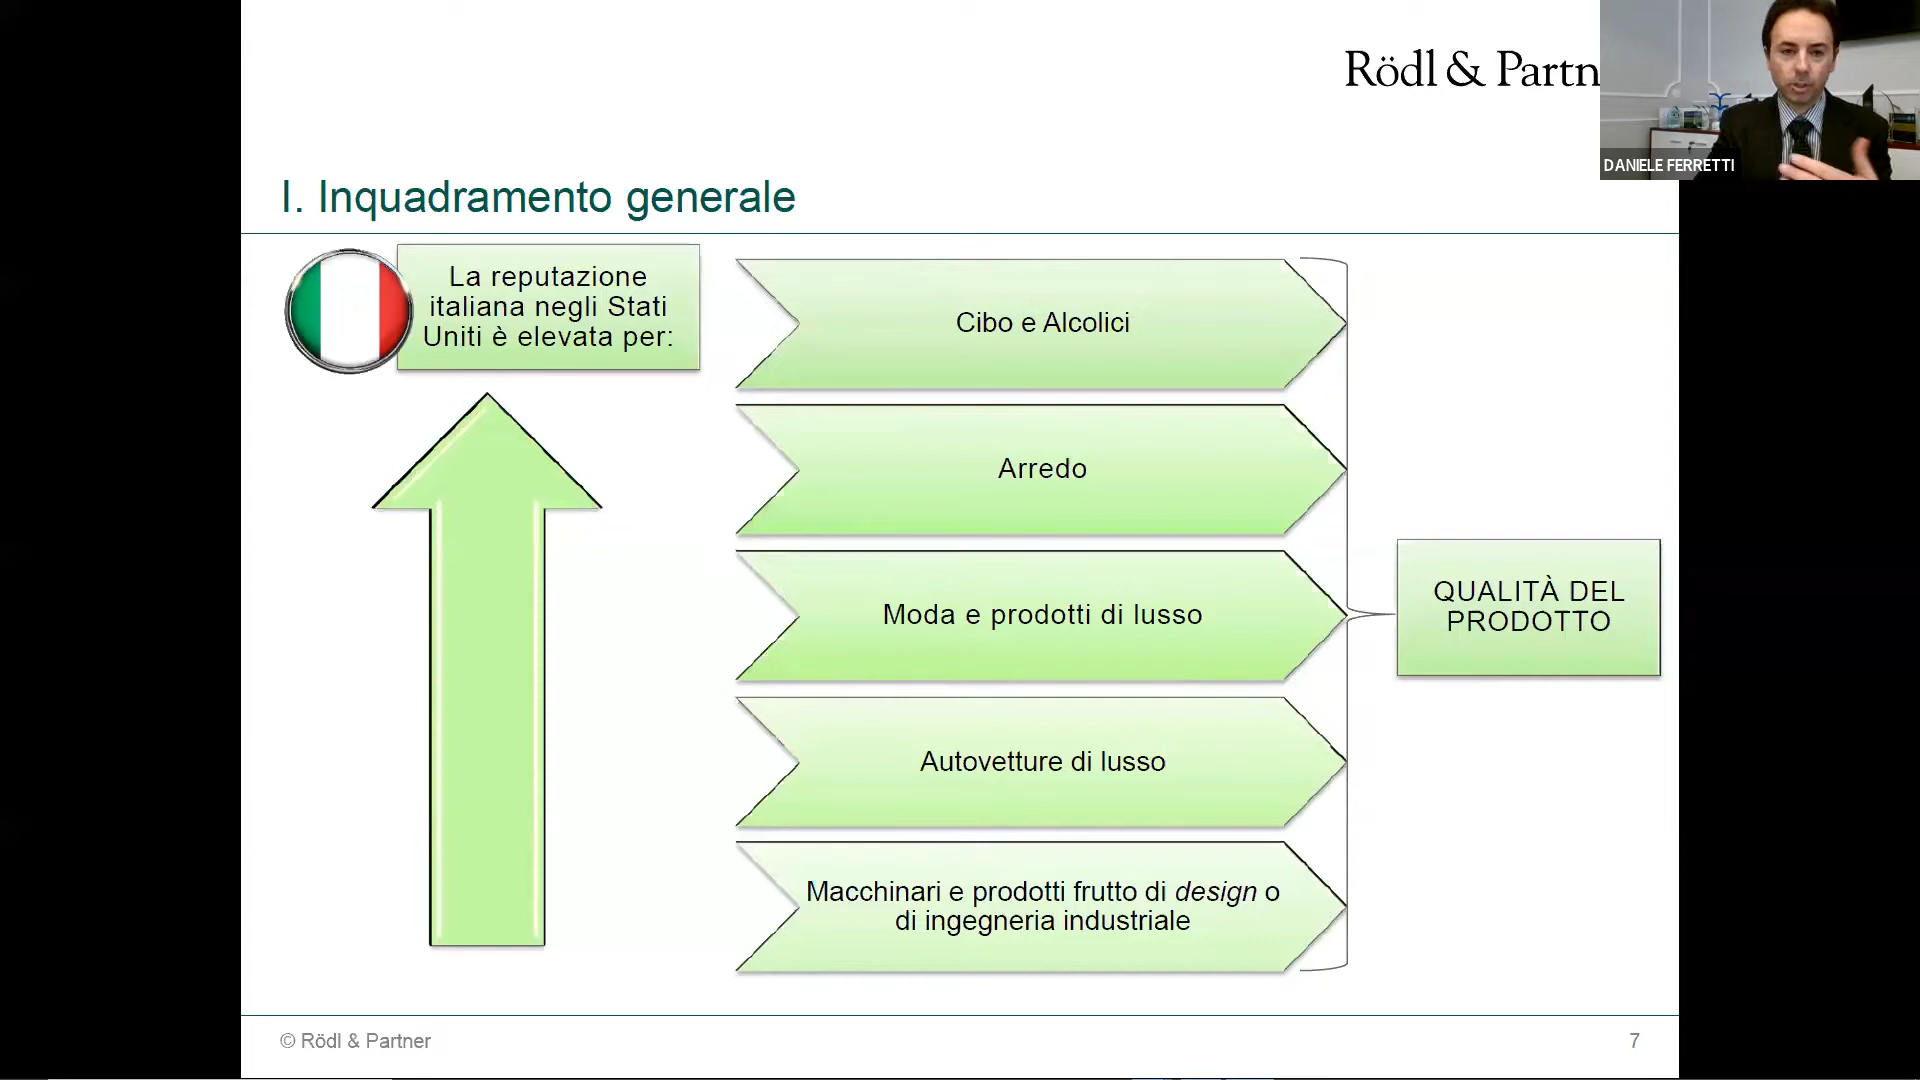 Rödl & Partn
DANIELE FERRETTI
I. Inquadramento generale
La reputazione
italiana negli Stati
Uniti è elevata per:
Cibo e Alcolici
Arredo
Moda e prodotti di lusso
Autovetture di lusso
Macchinari e prodotti frutto di design o
di ingegneria industriale
QUALITÀ DEL
PRODOTTO
© Rödl & Partner
7